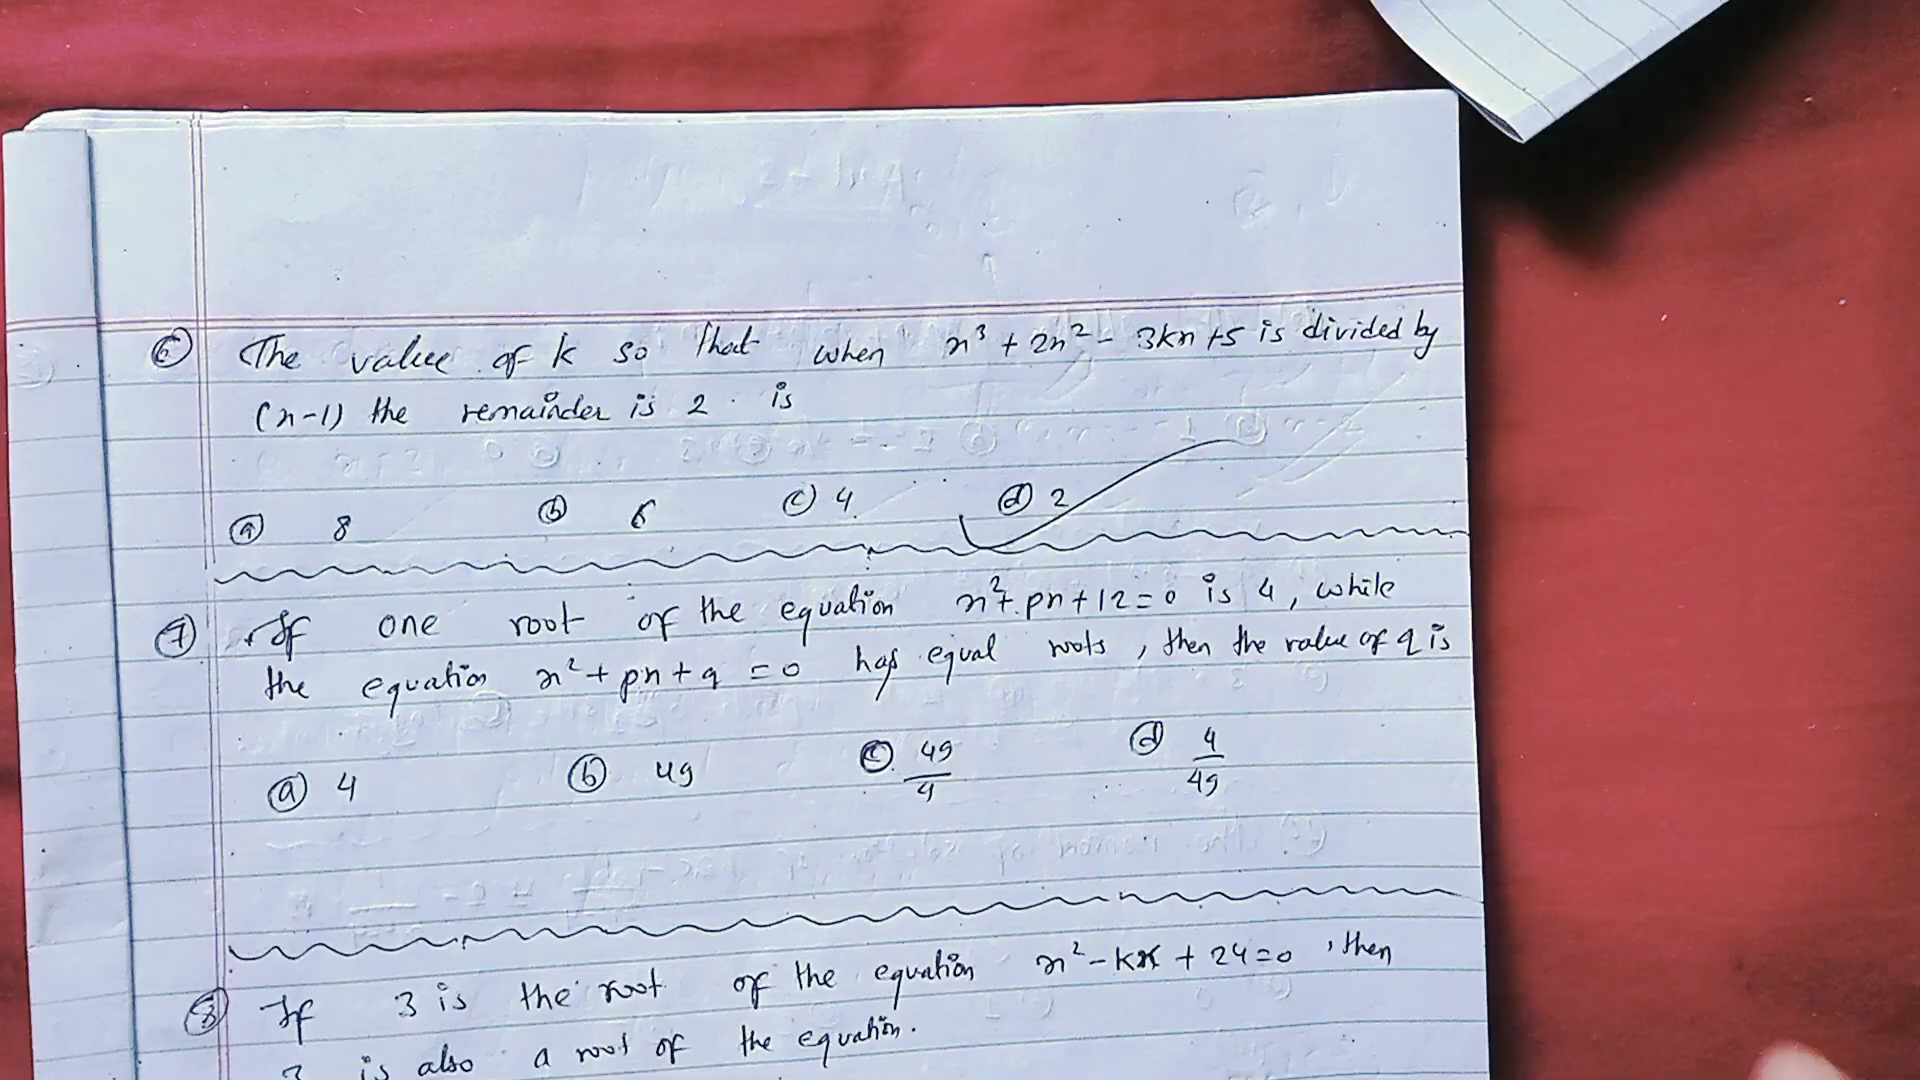 ⑥ The value of k so that when x³ + 2x² - 3kx +5 is divided by
(x-1) the remainder is 2. is
ⓐ 8 ⓑ 6 ⓒ 4 ⓓ 2
⑦ If one root of the equation x²+px+12=0 is 4, while
the equation x²+px+q =0 has equal roots, then the value of q is
ⓐ 4 ⓑ 49 ⓒ 49/4 ⓓ 4/49
⑧ If 3 is the root of the equation x²-kx + 24=0, then
is also a root of the equation.